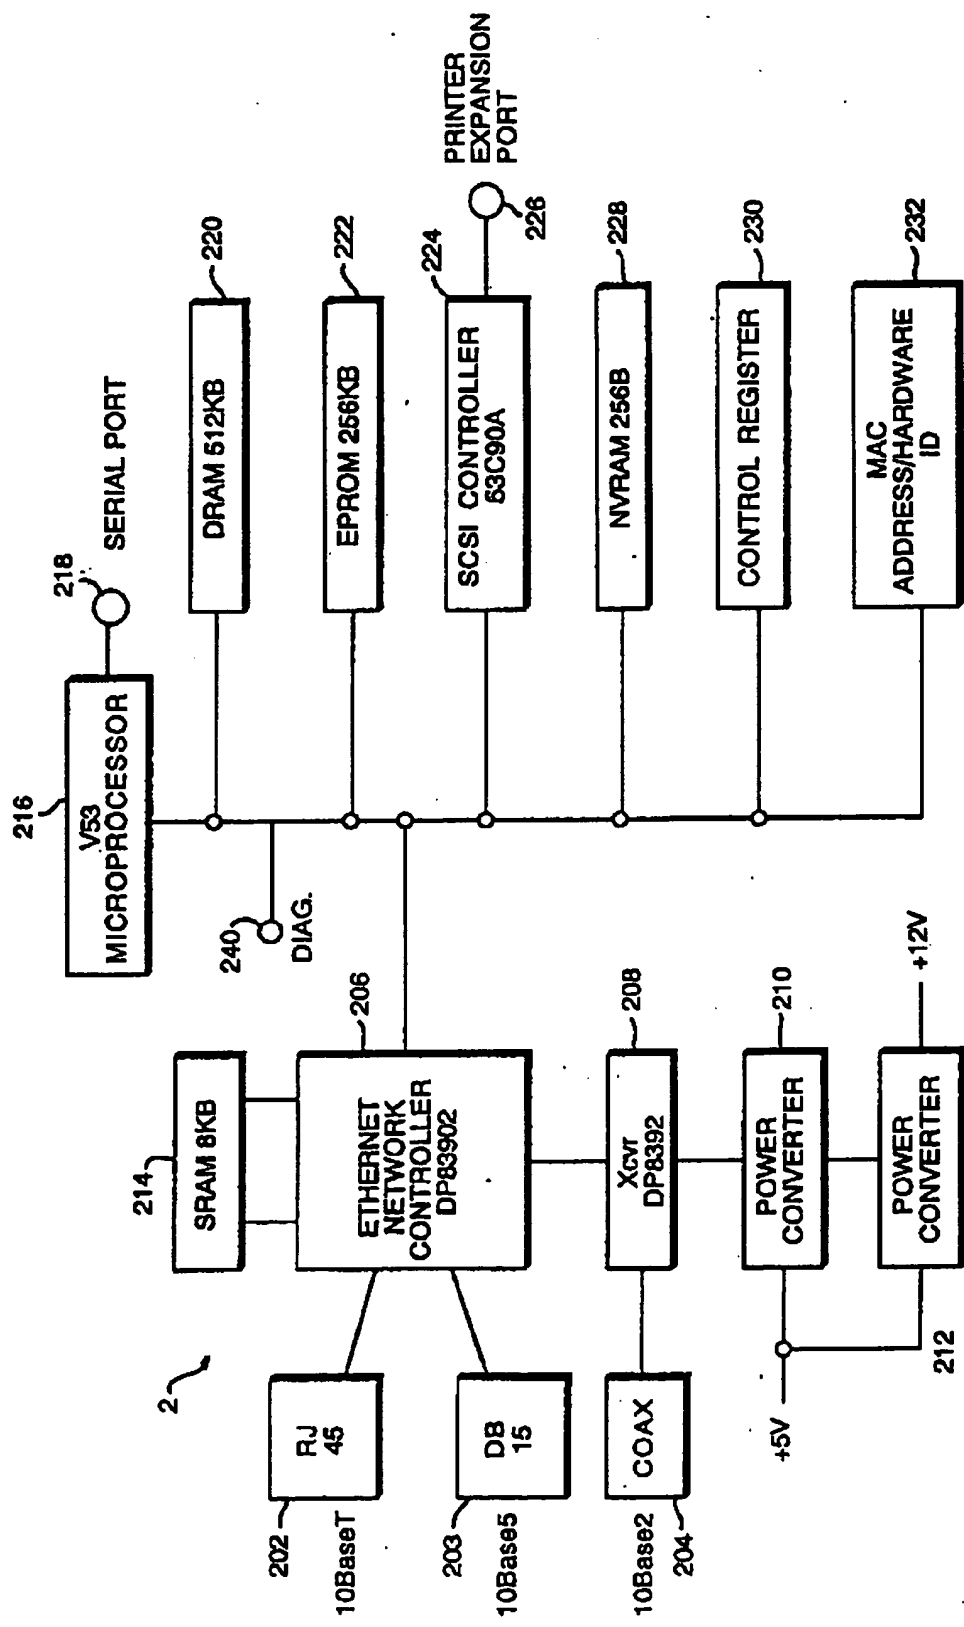 2
202
RJ
45
10BaseT
203
DB
15
10Base5
COAX
10Base2
204
214
SRAM 8KB
206
ETHERNET
NETWORK
CONTROLLER
DP83902
208
Xcvr
DP8392
210
POWER
CONVERTER
+5V
212
POWER
CONVERTER
+12V
216
V53
MICROPROCESSOR
218
SERIAL PORT
240
DIAG.
220
DRAM 512KB
222
EPROM 256KB
224
SCSI CONTROLLER
53C90A
PRINTER
EXPANSION
PORT
226
228
NVRAM 256B
230
CONTROL REGISTER
232
MAC
ADDRESS/HARDWARE
ID